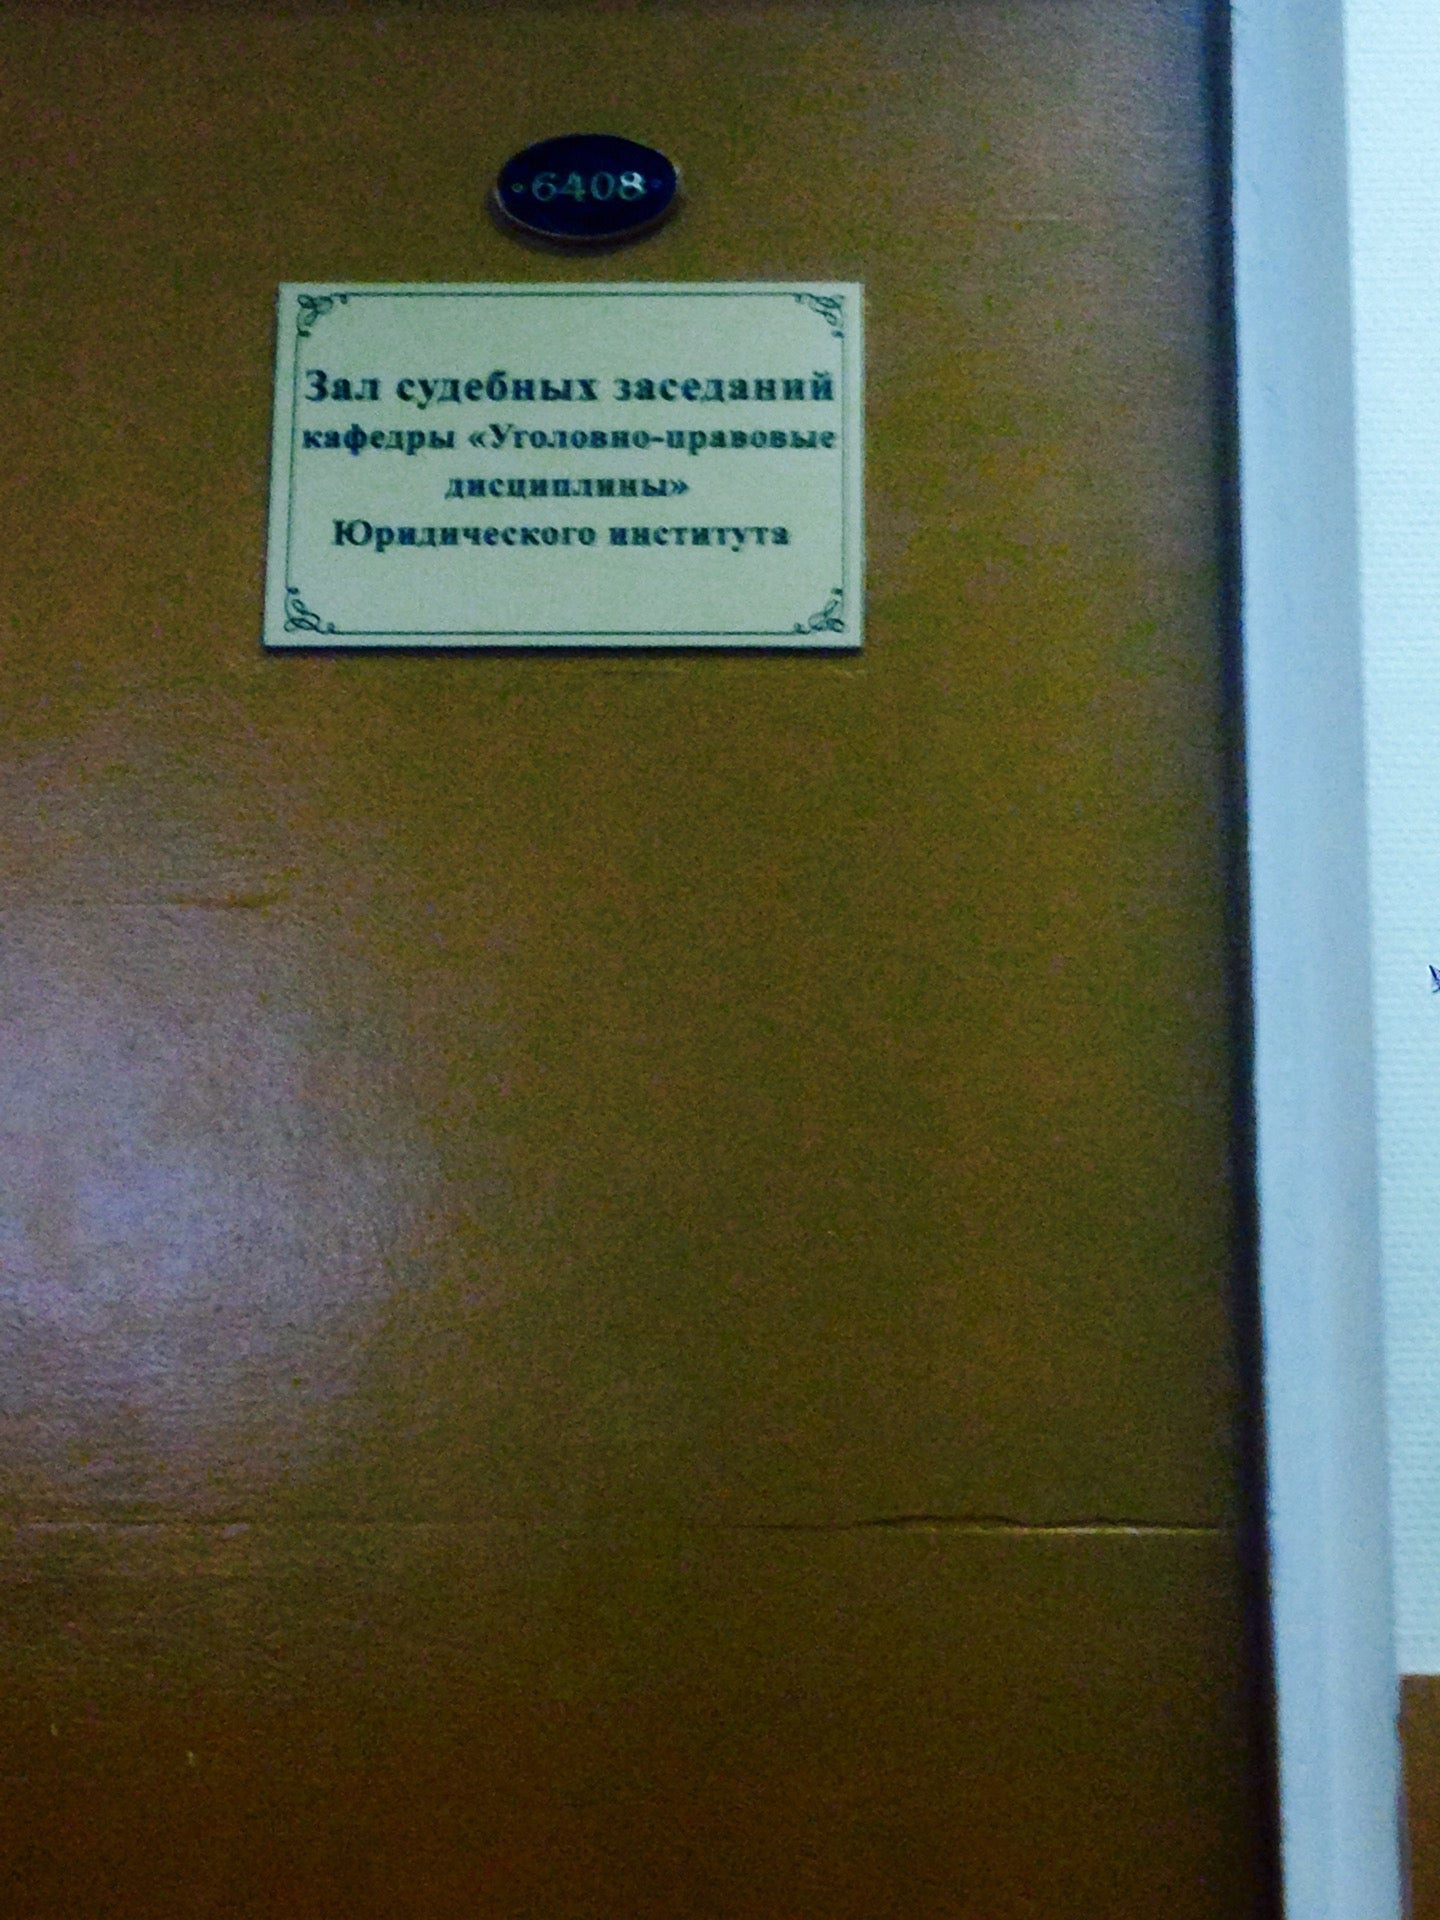 6408
Зал судебных заседаний
кафедры «Уголовно-правовые
дисциплины»
Юридического института